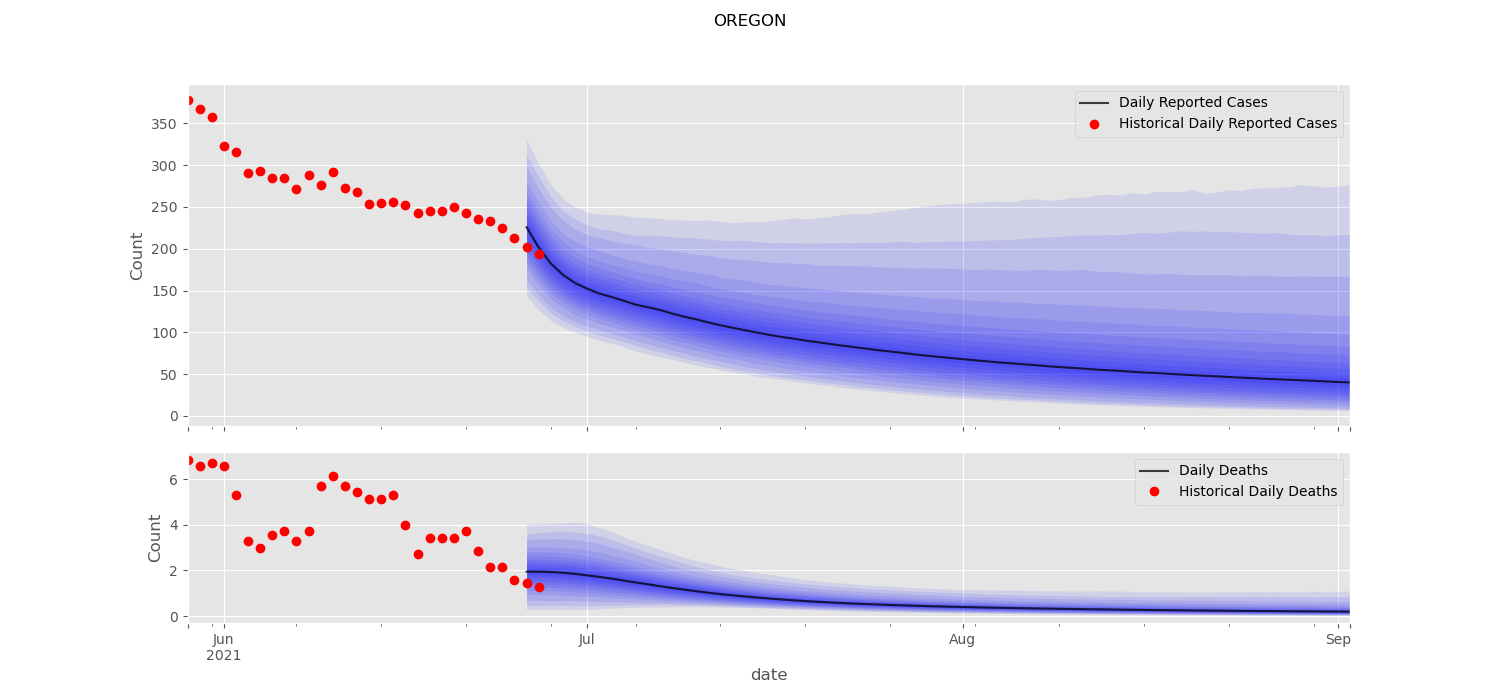 OREGON
Daily Reported Cases
Historical Daily Reported Cases
Count
350
300
250
200
150
100
50
0
Daily Deaths
Historical Daily Deaths
Count
6
4
2
0
Jun
2021
Jul
Aug
Sep
date